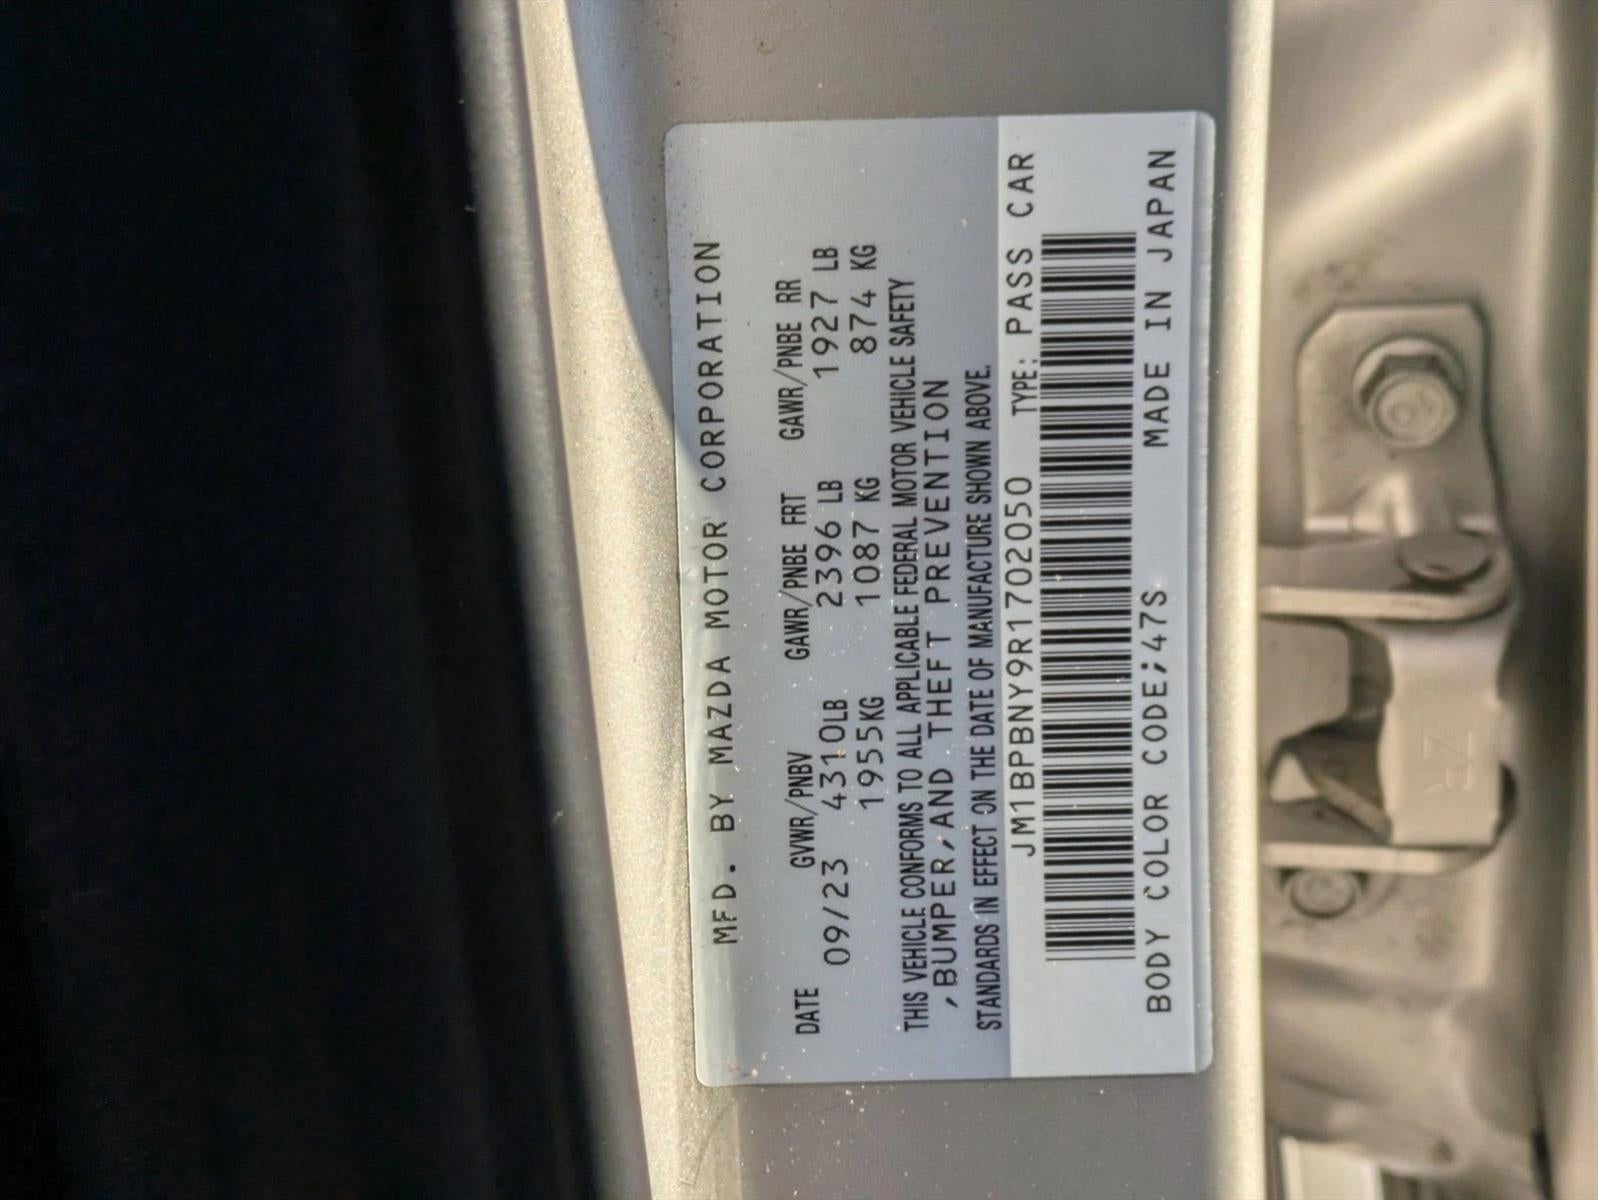 MFD. BY MAZDA MOTOR CORPORATION
DATE GVWR/PNBV GAWR/PNBE FRT GAWR/PNBE RR
09/23 4310LB 2396 LB 1927 LB
1955KG 1087 KG 874 KG
THIS VEHICLE CONFORMS TO ALL APPLICABLE FEDERAL MOTOR VEHICLE SAFETY
,BUMPER,AND THEFT PREVENTION
STANDARDS IN EFFECT ON THE DATE OF MANUFACTURE SHOWN ABOVE.
JM1BPBNY9R1702050 TYPE: PASS CAR
BODY COLOR CODE;47S MADE IN JAPAN
ZR